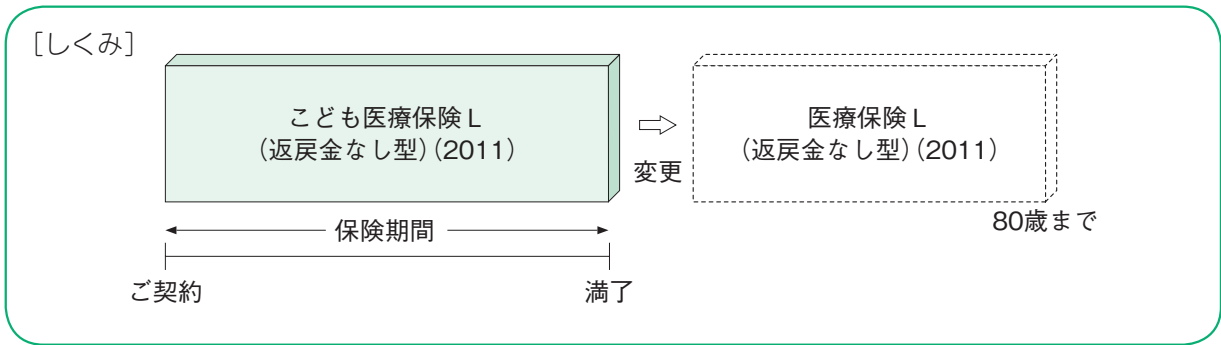 ［しくみ］
こども医療保険Ｌ
（返戻金なし型）（2011）
変更
医療保険Ｌ
（返戻金なし型）（2011）
80歳まで
保険期間
ご契約
満了